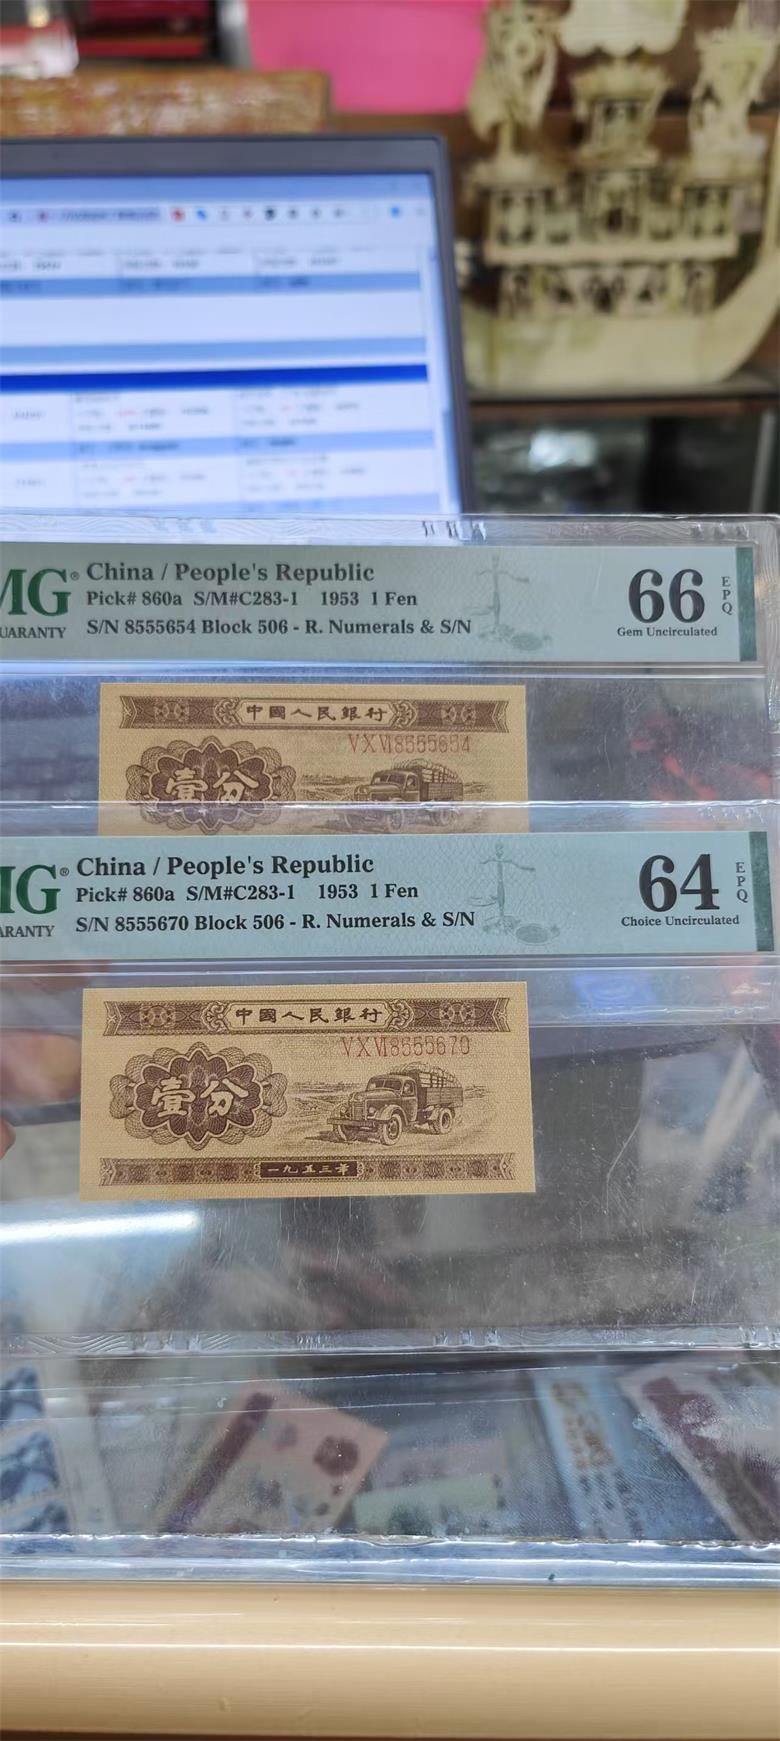 MG® China / People's Republic
Pick# 860a S/M#C283-1 1953 1 Fen
UARANTY S/N 8555654 Block 506 - R. Numerals & S/N
66 EPQ
Gem Uncirculated
中國人民銀行
VXVI8555654
壹分
IG® China / People's Republic
Pick# 860a S/M#C283-1 1953 1 Fen
ARANTY S/N 8555670 Block 506 - R. Numerals & S/N
64 EPQ
Choice Uncirculated
中國人民銀行
VXVI8555670
壹分
一九五三年